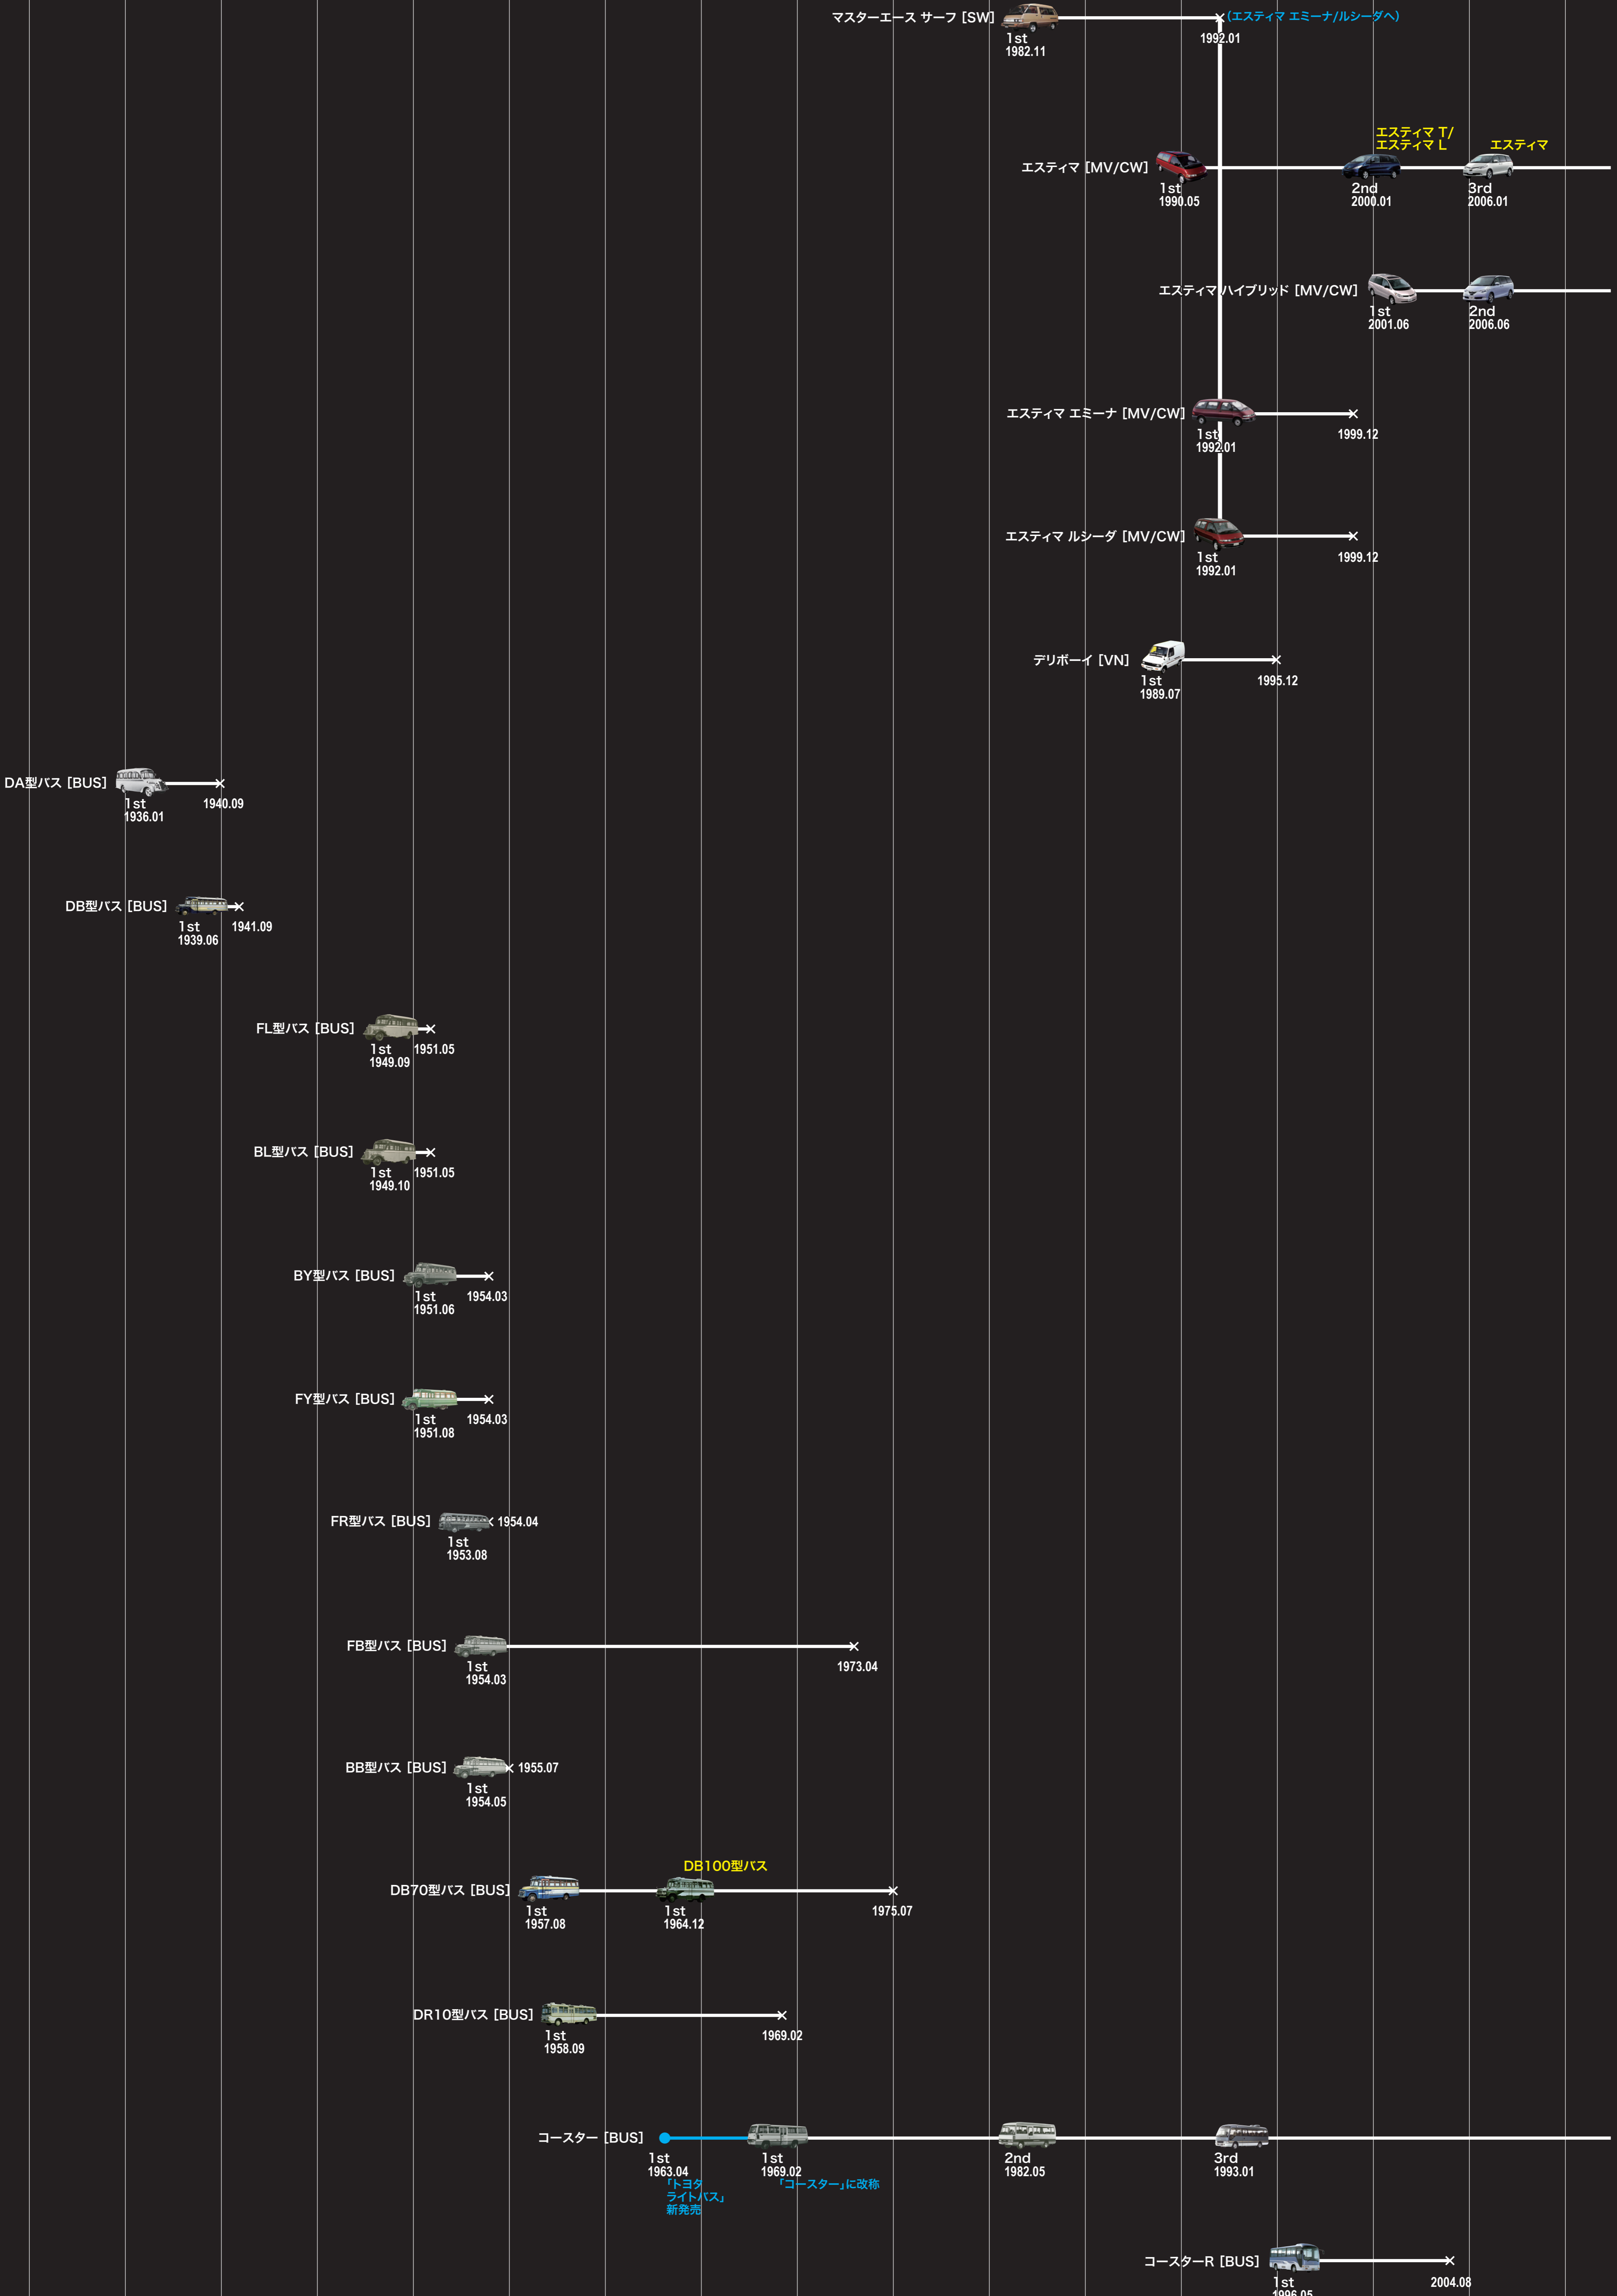 マスターエース サーフ [SW]
(エスティマ エミーナ/ルシーダへ)
1st
1982.11
1992.01
エスティマ T/
エスティマ L
エスティマ
エスティマ [MV/CW]
1st
1990.05
2nd
2000.01
3rd
2006.01
エスティマ ハイブリッド [MV/CW]
1st
2001.06
2nd
2006.06
エスティマ エミーナ [MV/CW]
1st
1992.01
1999.12
エスティマ ルシーダ [MV/CW]
1st
1992.01
1999.12
デリボーイ [VN]
1st
1989.07
1995.12
DA型バス [BUS]
1st
1936.01
1940.09
DB型バス [BUS]
1st
1939.06
1941.09
FL型バス [BUS]
1st
1949.09
1951.05
BL型バス [BUS]
1st
1949.10
1951.05
BY型バス [BUS]
1st
1951.06
1954.03
FY型バス [BUS]
1st
1951.08
1954.03
FR型バス [BUS]
1954.04
1st
1953.08
FB型バス [BUS]
1st
1954.03
1973.04
BB型バス [BUS]
1955.07
1st
1954.05
DB100型バス
DB70型バス [BUS]
1st
1957.08
1st
1964.12
1975.07
DR10型バス [BUS]
1st
1958.09
1969.02
コースター [BUS]
1st
1963.04
「トヨタ
ライトバス」
新発売
1st
1969.02
「コースター」に改称
2nd
1982.05
3rd
1993.01
コースターR [BUS]
1st
1996.05
2004.08